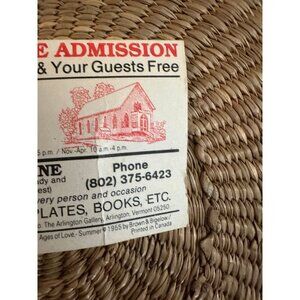 E ADMISSION
& Your Guests Free
5 p.m. / Nov.-Apr. 10 a.m.-4 p.m.
NE Phone
dy and (802) 375-6423
est)
very person and occasion
PLATES, BOOKS, ETC.
o. The Arlington Gallery, Arlington, Vermont 05250
Ages of Love.-Summer © 1955 by Brown & Bigelow/
Printed in Canada